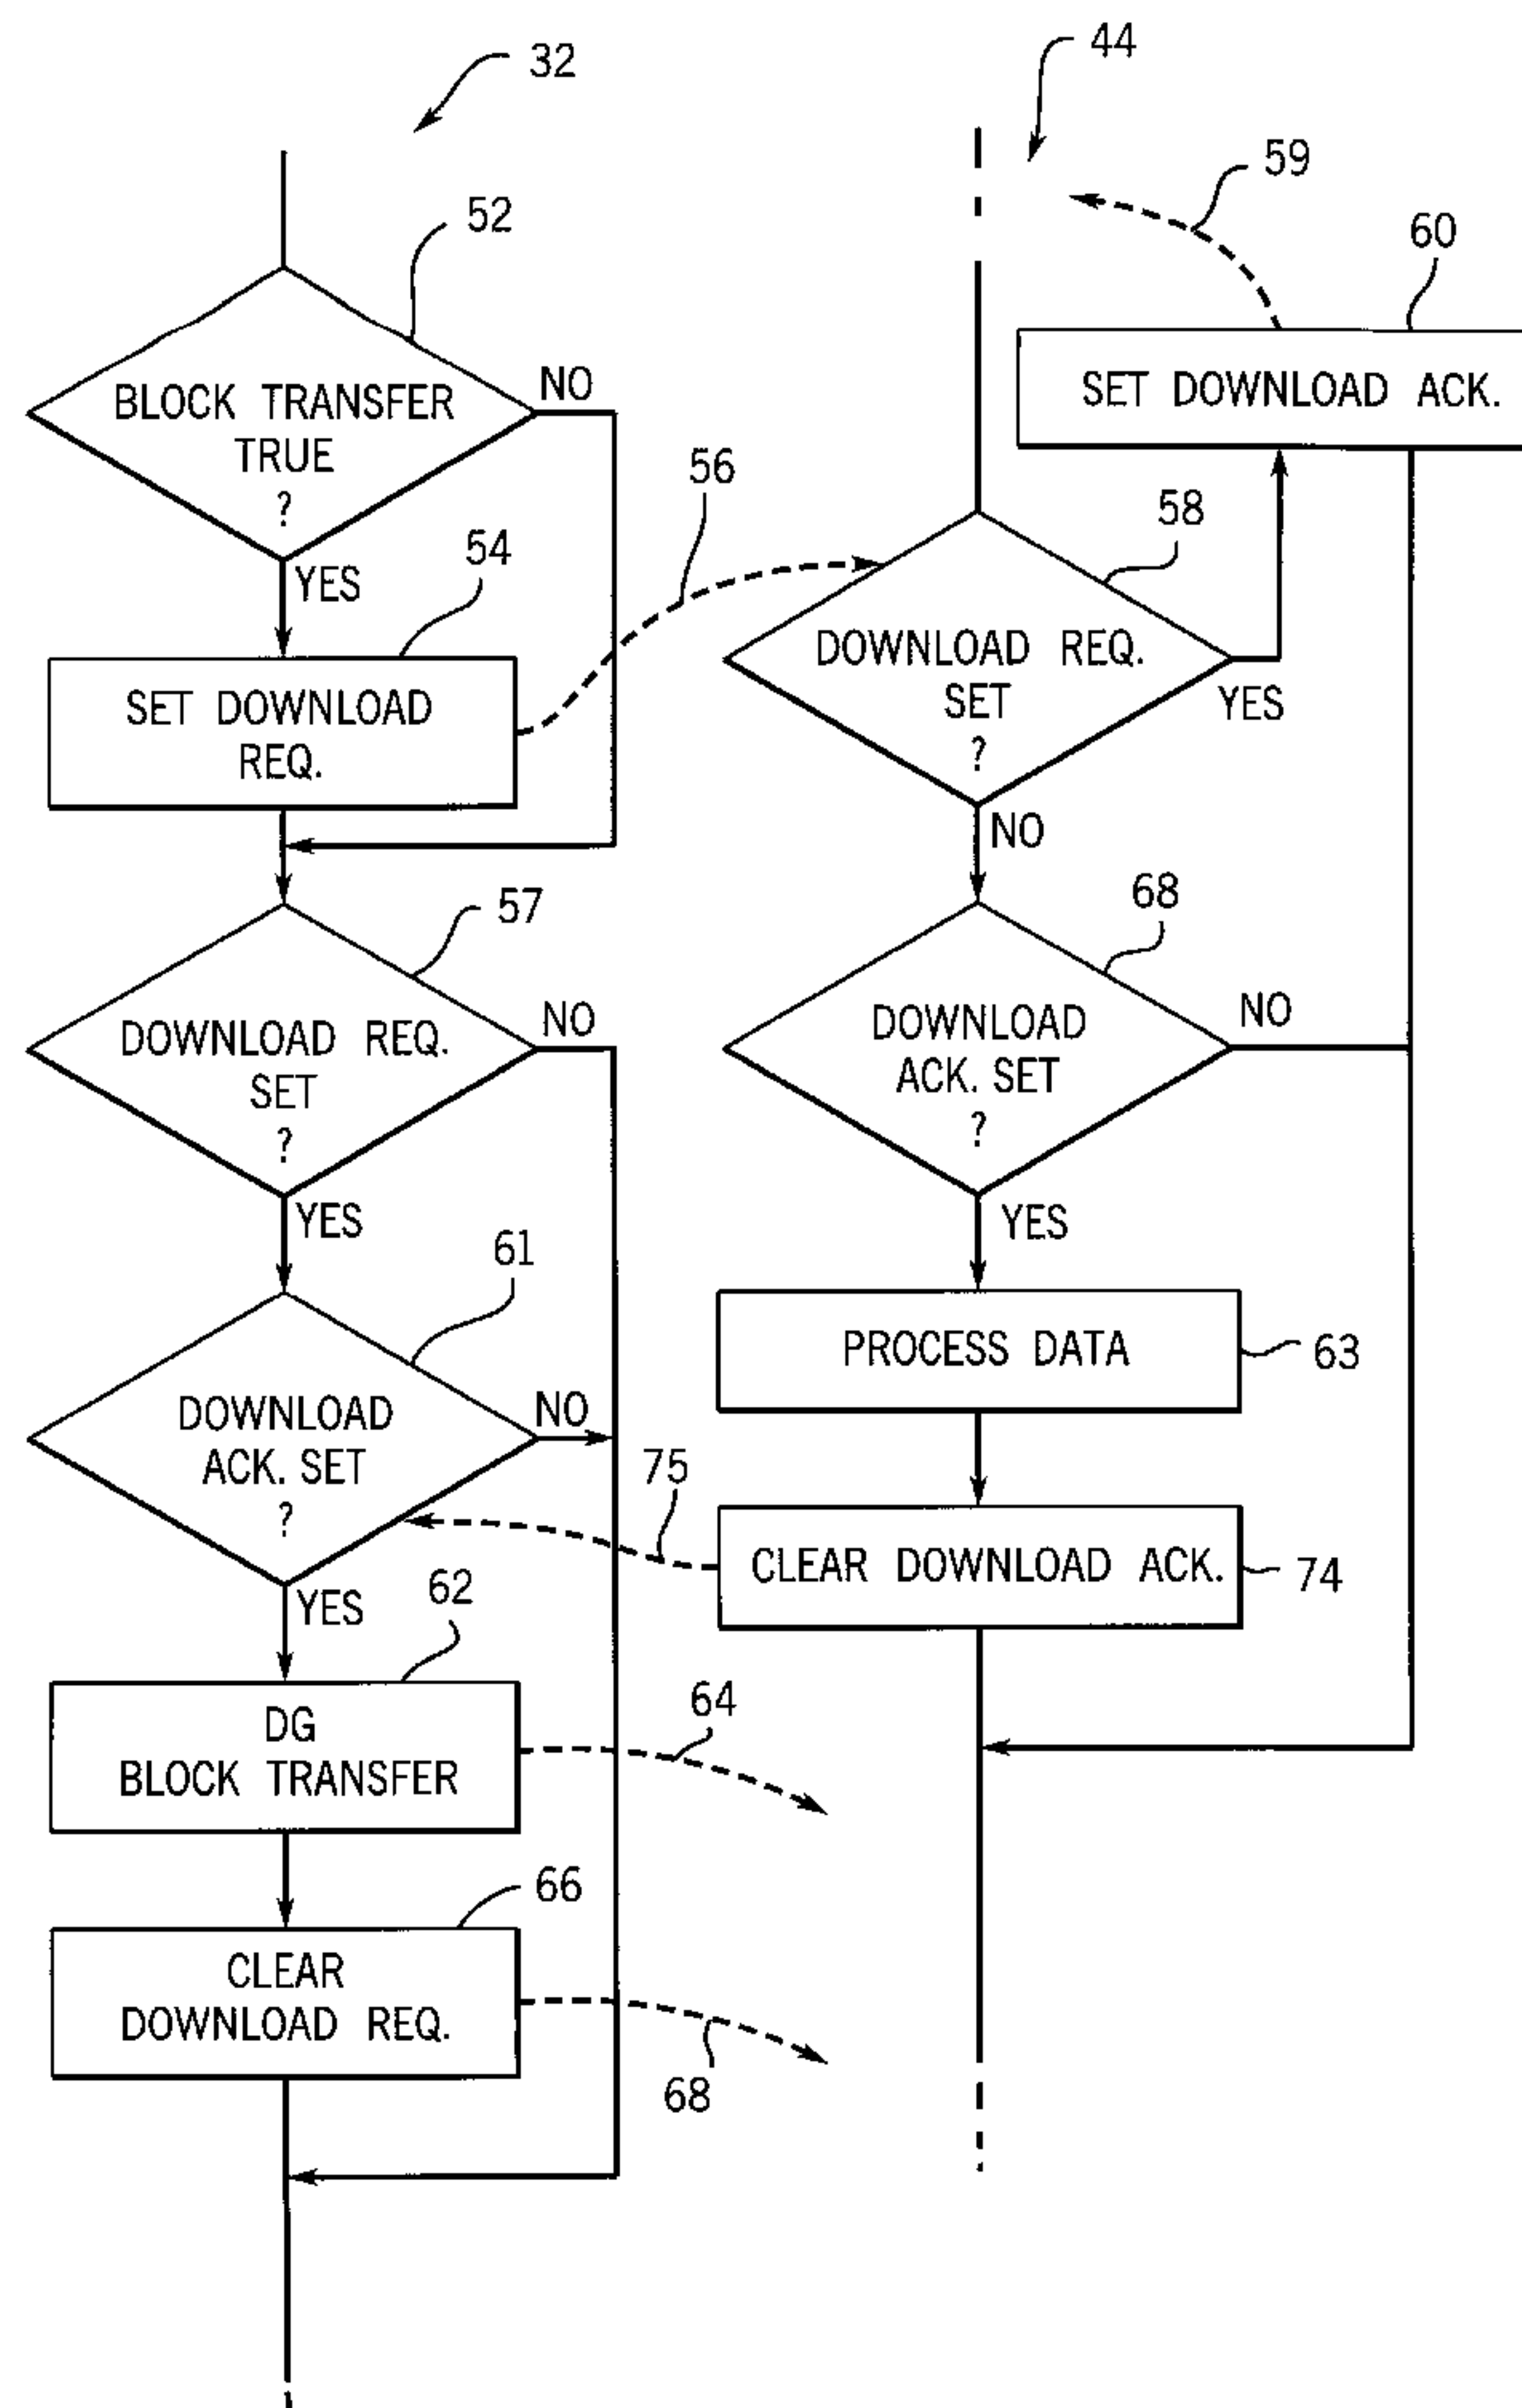 32
52
BLOCK TRANSFER
TRUE
?
NO
YES
54
SET DOWNLOAD
REQ.
56
57
DOWNLOAD REQ.
SET
?
NO
YES
61
DOWNLOAD
ACK. SET
?
NO
YES
62
DG
BLOCK TRANSFER
64
66
CLEAR
DOWNLOAD REQ.
68
44
59
60
SET DOWNLOAD ACK.
58
DOWNLOAD REQ.
SET
?
YES
NO
68
DOWNLOAD
ACK. SET
?
NO
YES
PROCESS DATA
63
75
CLEAR DOWNLOAD ACK.
74